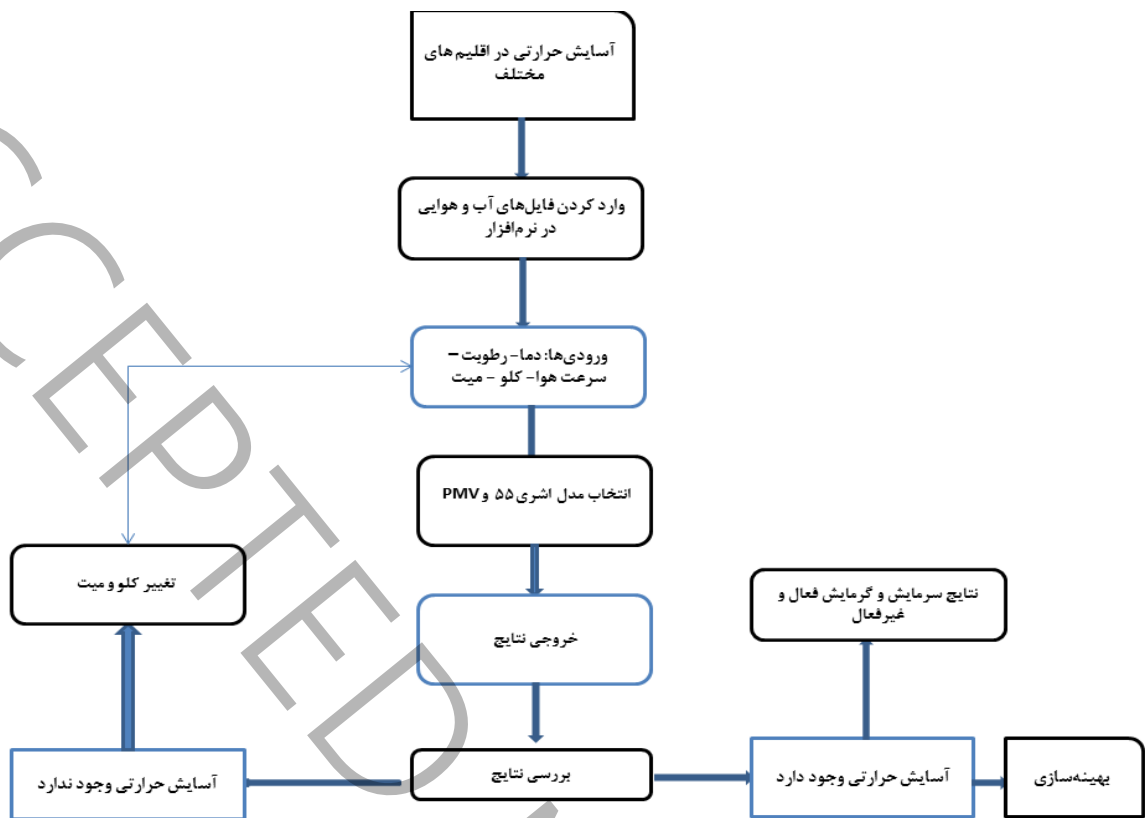 آسایش حرارتی در اقلیم های
مختلف
وارد کردن فایل‌های آب و هوایی
در نرم‌افزار
ورودی‌ها: دما- رطوبت –
سرعت هوا- کلو – میت
انتخاب مدل اشری ۵۵ و PMV
تغییر کلو و میت
نتایج سرمایش و گرمایش فعال و
غیرفعال
خروجی نتایج
آسایش حرارتی وجود ندارد
بررسی نتایج
آسایش حرارتی وجود دارد
بهینه‌سازی
CCEPTED